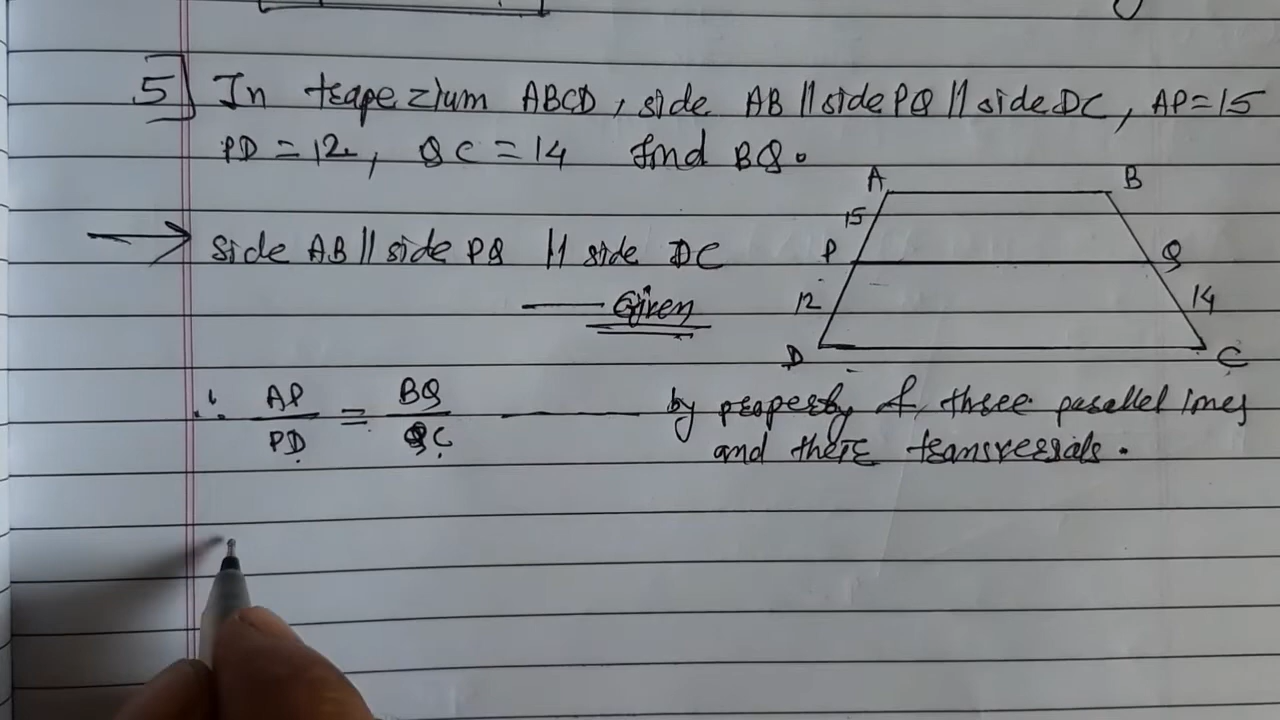 5] In trapezium ABCD, side AB || side PQ || side DC, AP = 15
PD = 12, QC = 14 find BQ.
A B
15
P Q
12 14
D C
side AB || side PQ || side DC
— Given
∴ AP/PD = BQ/QC — by property of three parallel lines
and their transversals.